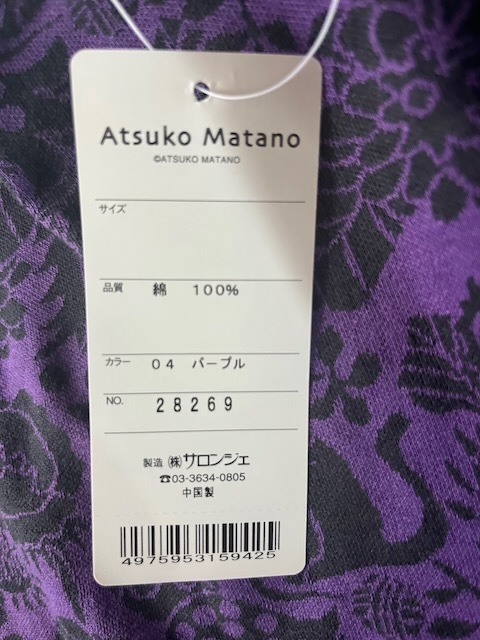 Atsuko Matano
©ATSUKO MATANO
サイズ
品質 綿 100%
カラー 04 パープル
NO. 28269
製造 ㈱サロンジェ
☎03-3634-0805
中国製
4975953159425